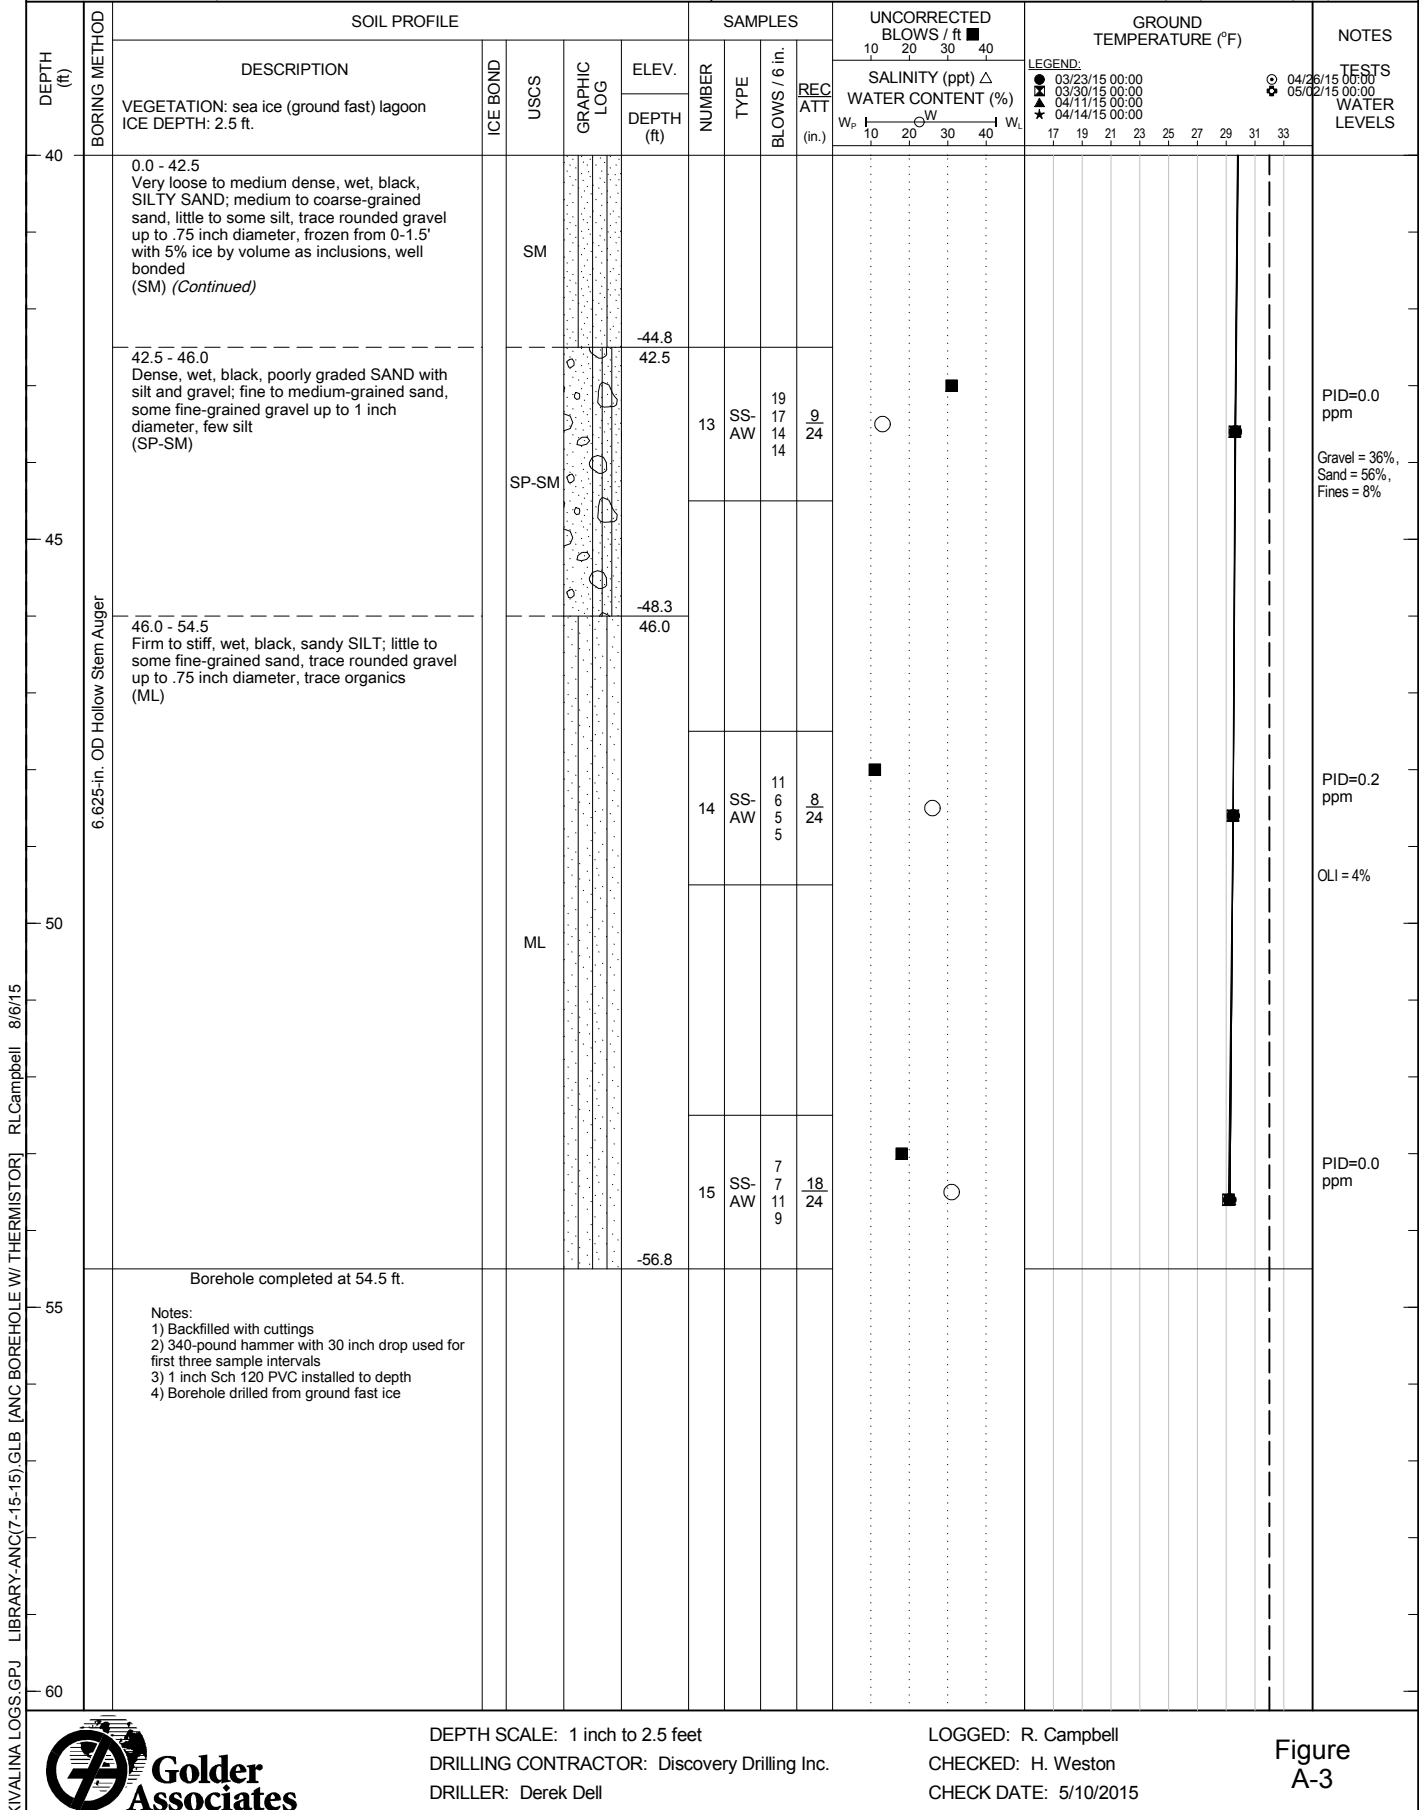 DEPTH
(ft)
BORING METHOD
SOIL PROFILE
DESCRIPTION
VEGETATION: sea ice (ground fast) lagoon
ICE DEPTH: 2.5 ft.
ICE BOND
USCS
GRAPHIC
LOG
ELEV.
DEPTH
(ft)
SAMPLES
NUMBER
TYPE
BLOWS / 6 in.
REC
ATT
(in.)
UNCORRECTED
BLOWS / ft ■
10 20 30 40
SALINITY (ppt) △
WATER CONTENT (%)
WP W WL
10 20 30 40
GROUND
TEMPERATURE (°F)
LEGEND:
03/23/15 00:00
03/30/15 00:00
04/11/15 00:00
04/14/15 00:00
04/26/15 00:00
05/02/15 00:00
17 19 21 23 25 27 29 31 33
NOTES
TESTS
WATER
LEVELS
40
0.0 - 42.5
Very loose to medium dense, wet, black,
SILTY SAND; medium to coarse-grained
sand, little to some silt, trace rounded gravel
up to .75 inch diameter, frozen from 0-1.5'
with 5% ice by volume as inclusions, well
bonded
(SM) (Continued)
SM
-44.8
42.5
42.5 - 46.0
Dense, wet, black, poorly graded SAND with
silt and gravel; fine to medium-grained sand,
some fine-grained gravel up to 1 inch
diameter, few silt
(SP-SM)
SP-SM
13
SS-
AW
19
17
14
14
9
24
PID=0.0
ppm
Gravel = 36%,
Sand = 56%,
Fines = 8%
45
-48.3
46.0
46.0 - 54.5
Firm to stiff, wet, black, sandy SILT; little to
some fine-grained sand, trace rounded gravel
up to .75 inch diameter, trace organics
(ML)
6.625-in. OD Hollow Stem Auger
14
SS-
AW
11
6
5
5
8
24
PID=0.2
ppm
OLI = 4%
50
ML
15
SS-
AW
7
7
11
9
18
24
PID=0.0
ppm
-56.8
Borehole completed at 54.5 ft.
55
Notes:
1) Backfilled with cuttings
2) 340-pound hammer with 30 inch drop used for
first three sample intervals
3) 1 inch Sch 120 PVC installed to depth
4) Borehole drilled from ground fast ice
60
KIVALINA LOGS.GPJ LIBRARY-ANC(7-15-15).GLB [ANC BOREHOLE W/ THERMISTOR] RLCampbell 8/6/15
Golder
Associates
DEPTH SCALE: 1 inch to 2.5 feet
DRILLING CONTRACTOR: Discovery Drilling Inc.
DRILLER: Derek Dell
LOGGED: R. Campbell
CHECKED: H. Weston
CHECK DATE: 5/10/2015
Figure
A-3